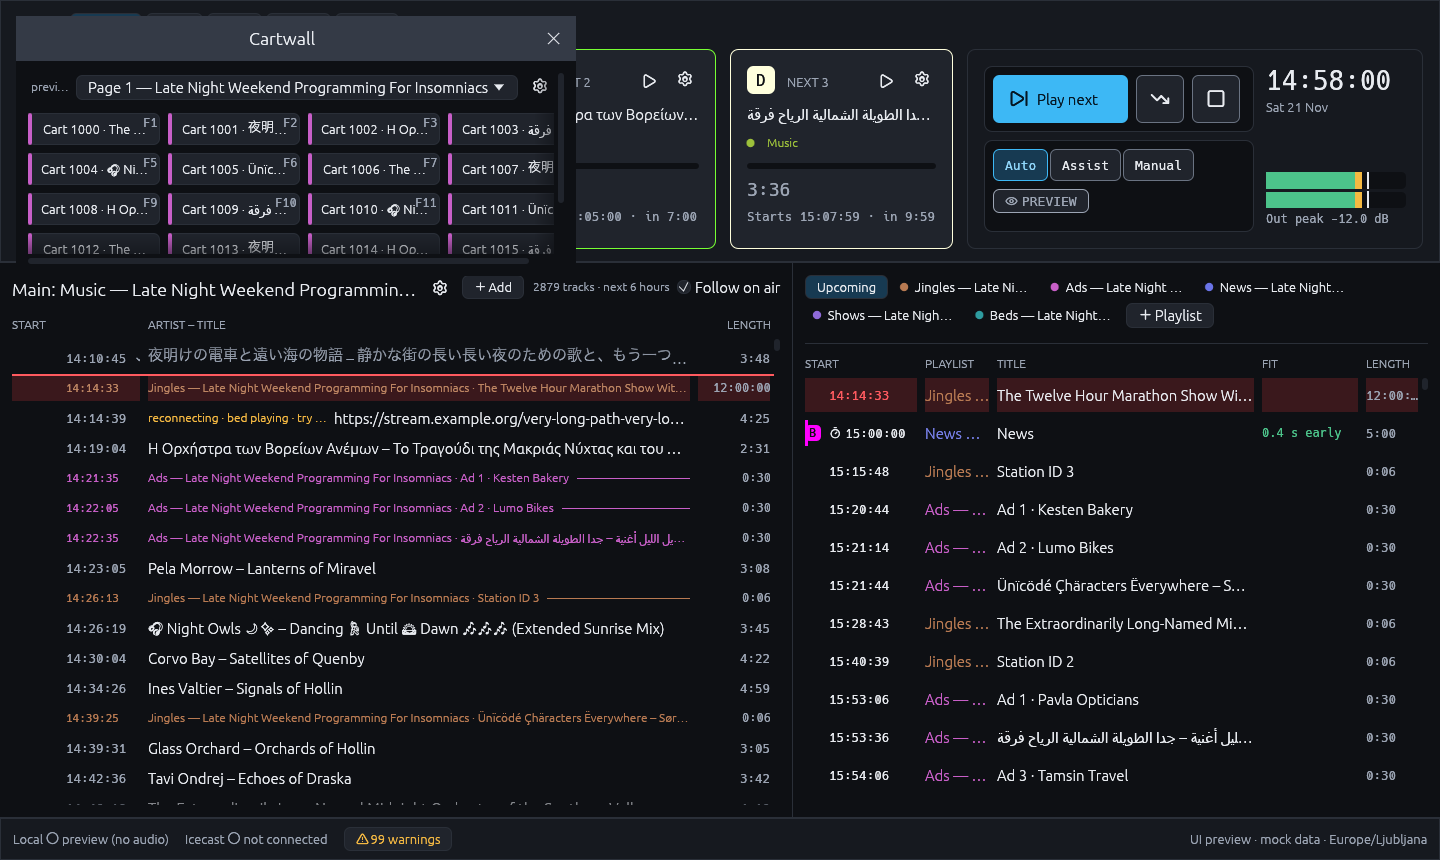 Cartwall
previ… Page 1 — Late Night Weekend Programming For Insomniacs
Cart 1000 · The … F1
Cart 1001 · 夜明… F2
Cart 1002 · Η Ορ… F3
Cart 1003 · فرقة
Cart 1004 · 🎧 Ni… F5
Cart 1005 · Ünïc… F6
Cart 1006 · The … F7
Cart 1007 · 夜明
Cart 1008 · Η Ορ… F9
Cart 1009 · فرقة … F10
Cart 1010 · 🎧 Ni… F11
Cart 1011 · Ünïc
Cart 1012 · The …
Cart 1013 · 夜明…
Cart 1014 · Η Ορ…
Cart 1015 · فرقة
T 2
ρα των Βορείων…
:05:00 · in 7:00
D NEXT 3
جدا الطويلة الشمالية الرياح فرقة…
Music
3:36
Starts 15:07:59 · in 9:59
Play next
Auto Assist Manual
PREVIEW
14:58:00
Sat 21 Nov
Out peak -12.0 dB
Main: Music — Late Night Weekend Programmin… + Add 2879 tracks · next 6 hours ✓ Follow on air
START ARTIST – TITLE LENGTH
14:10:45 夜明けの電車と遠い海の物語 – 静かな街の長い長い夜のための歌と、もう一つ… 3:48
14:14:33 Jingles — Late Night Weekend Programming For Insomniacs · The Twelve Hour Marathon Show Wit… 12:00:00
14:14:39 reconnecting · bed playing · try … https://stream.example.org/very-long-path-very-lo… 4:25
14:19:04 Η Ορχήστρα των Βορείων Ανέμων – Το Τραγούδι της Μακριάς Νύχτας και του … 2:31
14:21:35 Ads — Late Night Weekend Programming For Insomniacs · Ad 1 · Kesten Bakery 0:30
14:22:05 Ads — Late Night Weekend Programming For Insomniacs · Ad 2 · Lumo Bikes 0:30
14:22:35 Ads — Late Night Weekend Programming For Insomniacs · يل الليل أغنية – جدا الطويلة الشمالية الرياح فرقة… 0:30
14:23:05 Pela Morrow – Lanterns of Miravel 3:08
14:26:13 Jingles — Late Night Weekend Programming For Insomniacs · Station ID 3 0:06
14:26:19 🎧 Night Owls 🌙✨ – Dancing 💃 Until 🌅 Dawn 🎶🎶🎶 (Extended Sunrise Mix) 3:45
14:30:04 Corvo Bay – Satellites of Quenby 4:22
14:34:26 Ines Valtier – Signals of Hollin 4:59
14:39:25 Jingles — Late Night Weekend Programming For Insomniacs · Ünïcödé Çhäracters Ëverywhere – Sør… 0:06
14:39:31 Glass Orchard – Orchards of Hollin 3:05
14:42:36 Tavi Ondrej – Echoes of Draska 3:42
Upcoming Jingles — Late Ni… Ads — Late Night … News — Late Night…
Shows — Late Nigh… Beds — Late Night… + Playlist
START PLAYLIST TITLE FIT LENGTH
14:14:33 Jingles … The Twelve Hour Marathon Show Wi… 12:00:…
B 15:00:00 News … News 0.4 s early 5:00
15:15:48 Jingles … Station ID 3 0:06
15:20:44 Ads — … Ad 1 · Kesten Bakery 0:30
15:21:14 Ads — … Ad 2 · Lumo Bikes 0:30
15:21:44 Ads — … Ünïcödé Çhäracters Ëverywhere – S… 0:30
15:28:43 Jingles … The Extraordinarily Long-Named Mi… 0:06
15:40:39 Jingles … Station ID 2 0:06
15:53:06 Ads — … Ad 1 · Pavla Opticians 0:30
15:53:36 Ads — … ليل أغنية – جدا الطويلة الشمالية الرياح فرقة… 0:30
15:54:06 Ads — … Ad 3 · Tamsin Travel 0:30
Local preview (no audio) Icecast not connected 99 warnings UI preview · mock data · Europe/Ljubljana